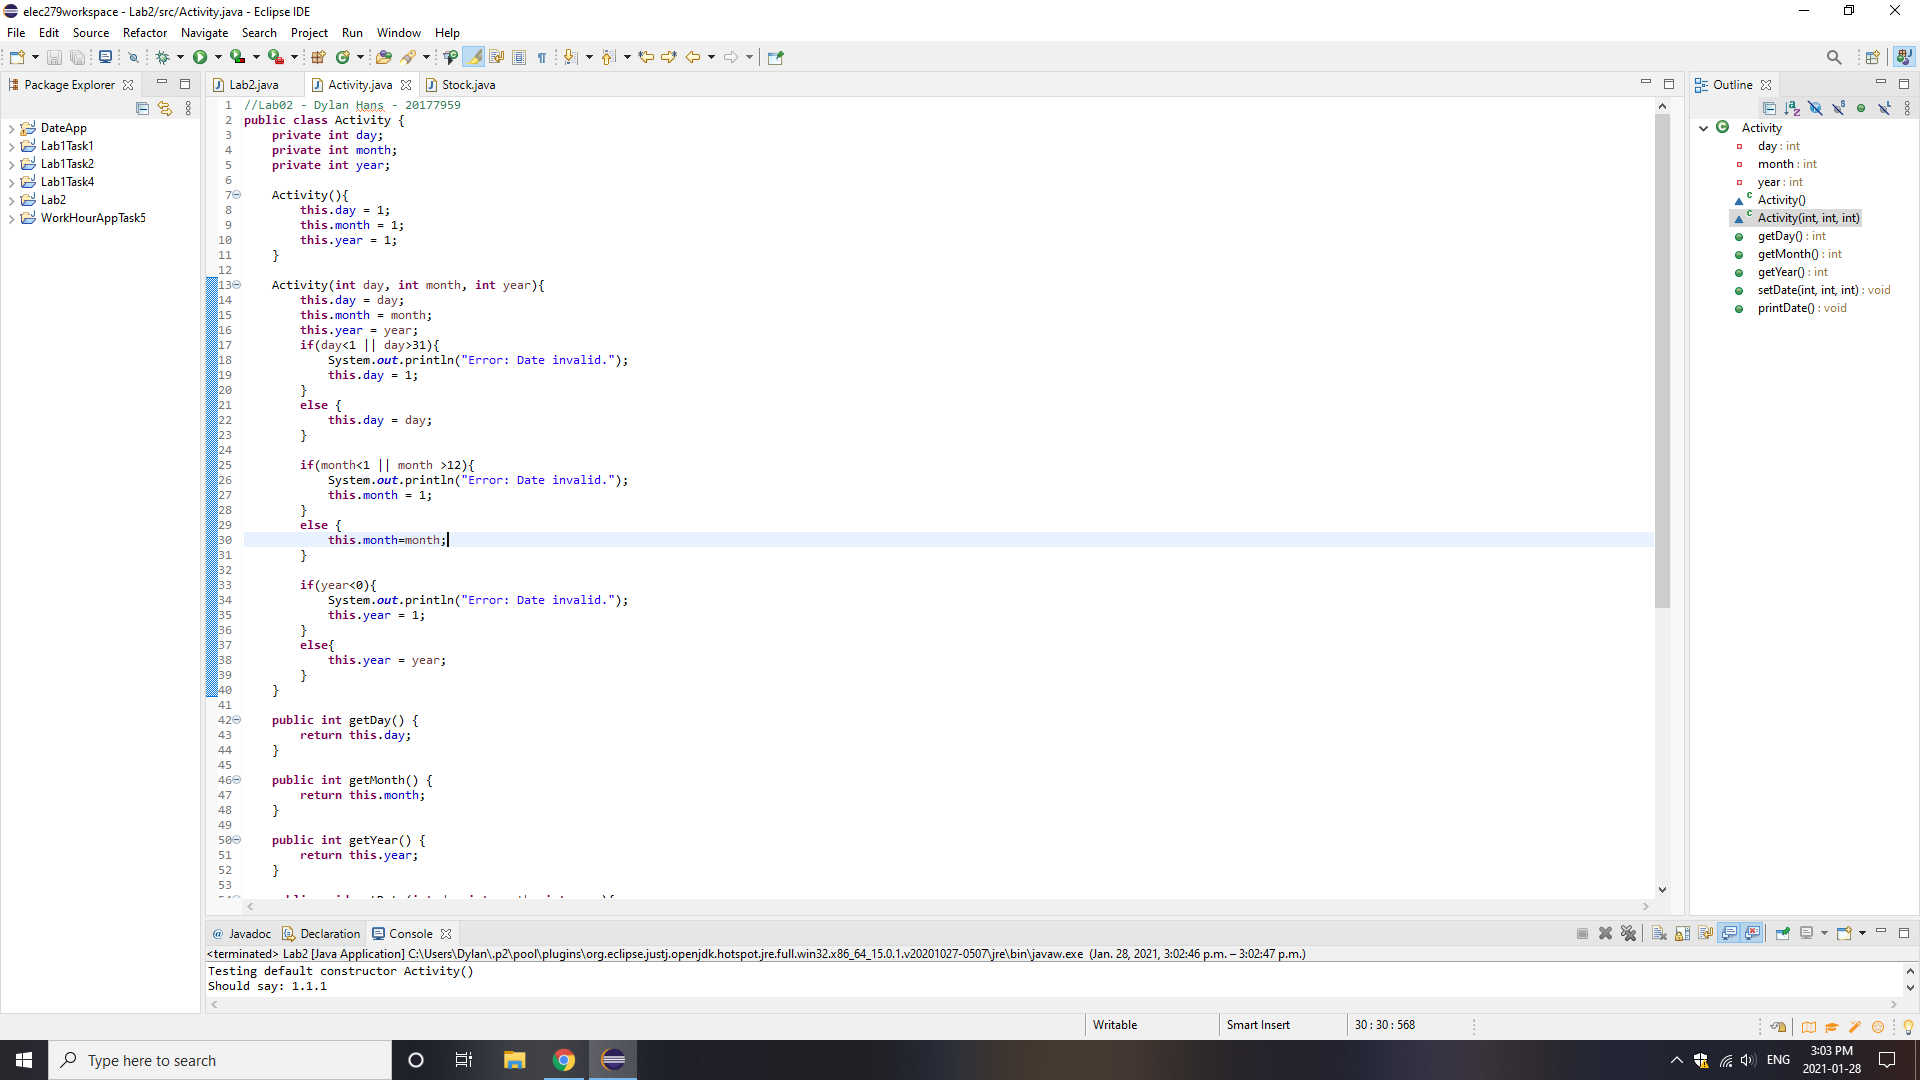 elec279workspace - Lab2/src/Activity.java - Eclipse IDE
File Edit Source Refactor Navigate Search Project Run Window Help
Package Explorer
DateApp
Lab1Task1
Lab1Task2
Lab1Task4
Lab2
WorkHourAppTask5
Lab2.java Activity.java Stock.java
1 //Lab02 - Dylan Hans - 20177959
2 public class Activity {
3 private int day;
4 private int month;
5 private int year;
6
7 Activity(){
8 this.day = 1;
9 this.month = 1;
10 this.year = 1;
11 }
12
13 Activity(int day, int month, int year){
14 this.day = day;
15 this.month = month;
16 this.year = year;
17 if(day<1 || day>31){
18 System.out.println("Error: Date invalid.");
19 this.day = 1;
20 }
21 else {
22 this.day = day;
23 }
24
25 if(month<1 || month >12){
26 System.out.println("Error: Date invalid.");
27 this.month = 1;
28 }
29 else {
30 this.month=month;
31 }
32
33 if(year<0){
34 System.out.println("Error: Date invalid.");
35 this.year = 1;
36 }
37 else{
38 this.year = year;
39 }
40 }
41
42 public int getDay() {
43 return this.day;
44 }
45
46 public int getMonth() {
47 return this.month;
48 }
49
50 public int getYear() {
51 return this.year;
52 }
53
Outline
Activity
day : int
month : int
year : int
Activity()
Activity(int, int, int)
getDay() : int
getMonth() : int
getYear() : int
setDate(int, int, int) : void
printDate() : void
Javadoc Declaration Console
<terminated> Lab2 [Java Application] C:\Users\Dylan\.p2\pool\plugins\org.eclipse.justj.openjdk.hotspot.jre.full.win32.x86_64_15.0.1.v20201027-0507\jre\bin\javaw.exe (Jan. 28, 2021, 3:02:46 p.m. – 3:02:47 p.m.)
Testing default constructor Activity()
Should say: 1.1.1
Writable Smart Insert 30 : 30 : 568
Type here to search
ENG
3:03 PM
2021-01-28